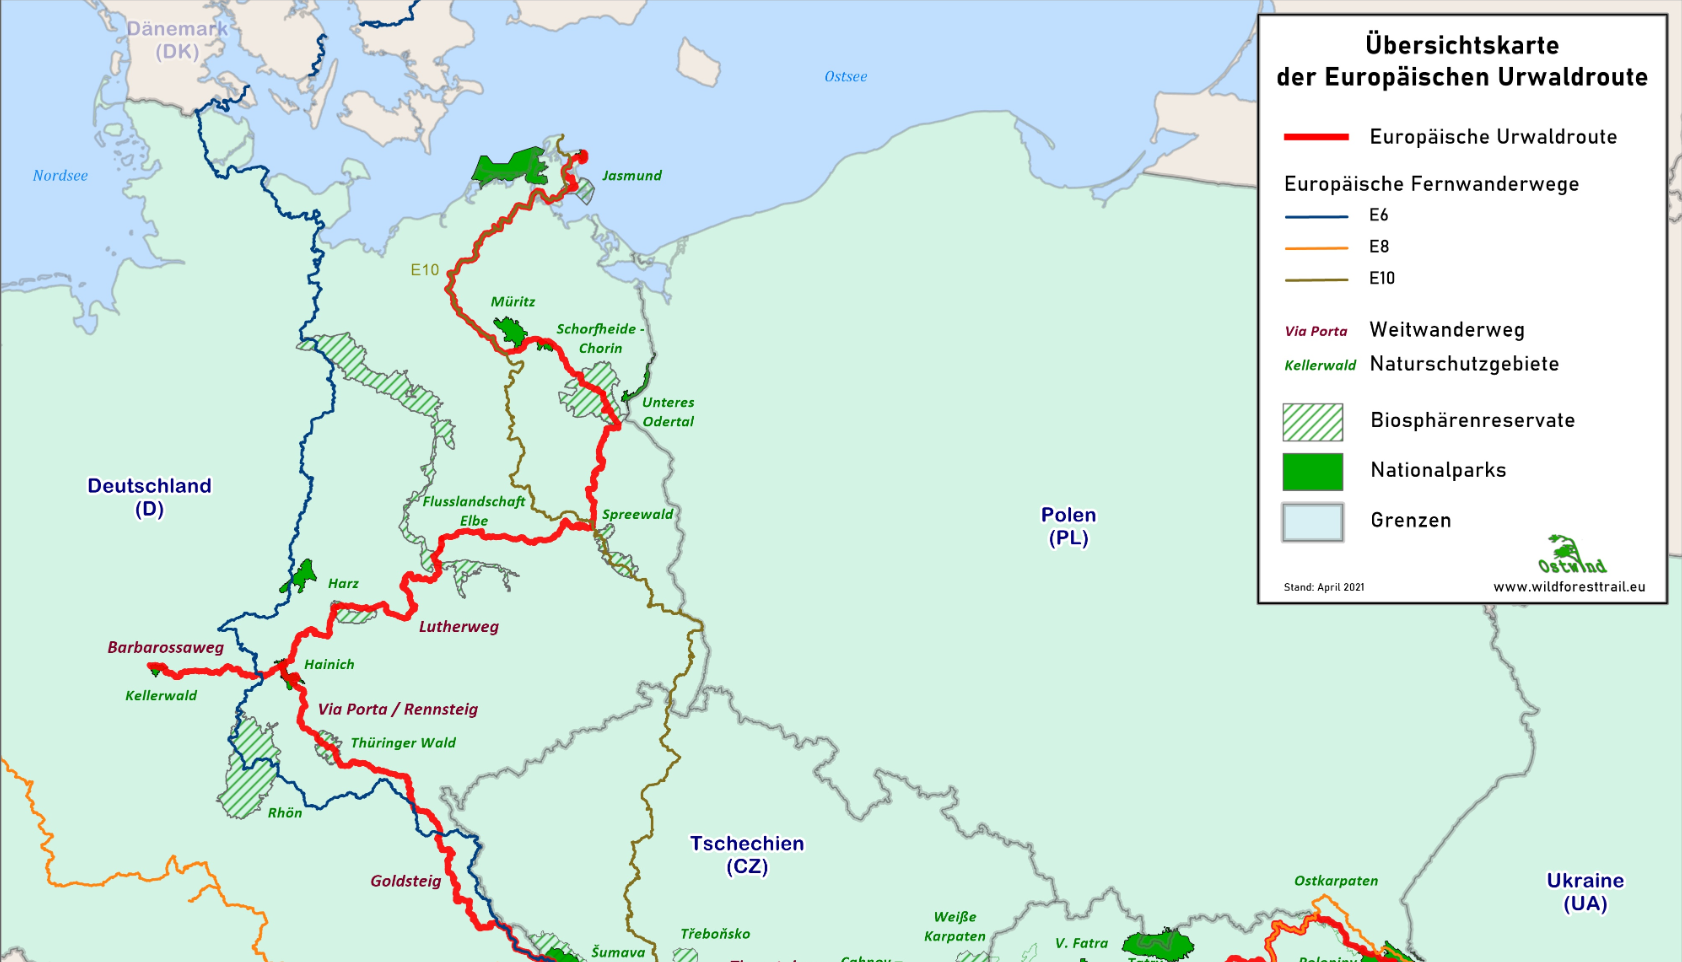 Dänemark
(DK)
Ostsee
Nordsee
Jasmund
E10
Müritz
Schorfheide -
Chorin
Unteres
Odertal
Deutschland
(D)
Flusslandschaft
Elbe
Spreewald
Polen
(PL)
Harz
Lutherweg
Barbarossaweg
Hainich
Kellerwald
Via Porta / Rennsteig
Thüringer Wald
Rhön
Tschechien
(CZ)
Goldsteig
Ostkarpaten
Ukraine
(UA)
Weiße
Karpaten
Třeboňsko
V. Fatra
Šumava
Übersichtskarte
der Europäischen Urwaldroute
Europäische Urwaldroute
Europäische Fernwanderwege
E6
E8
E10
Via Porta Weitwanderweg
Kellerwald Naturschutzgebiete
Biosphärenreservate
Nationalparks
Grenzen
Ostwind
Stand: April 2021
www.wildforesttrail.eu